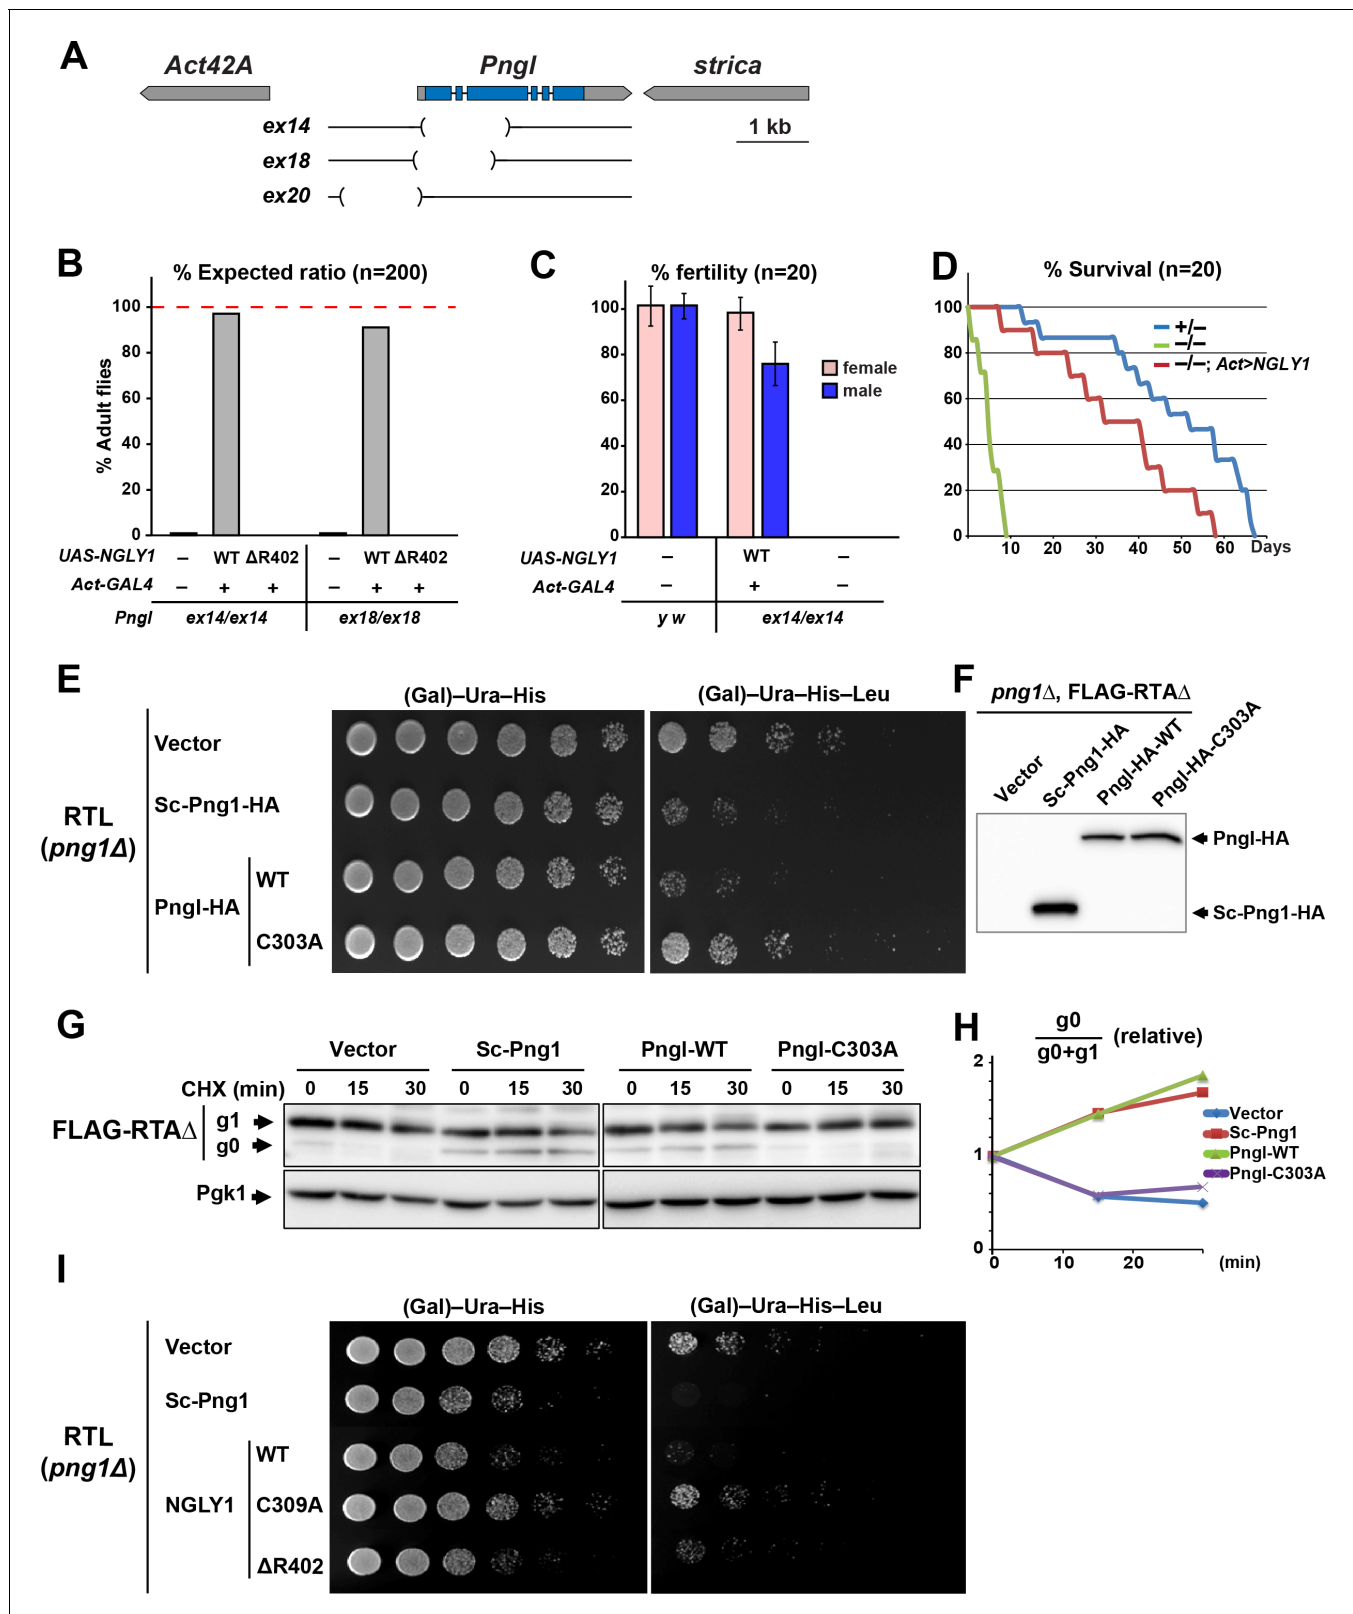 A
Act42A Pngl strica
ex14
1 kb
ex18
ex20
B
% Expected ratio (n=200)
% Adult flies
100
80
60
40
20
0
UAS-NGLY1 – WT ΔR402 – WT ΔR402
Act-GAL4 – + + – + +
Pngl ex14/ex14 ex18/ex18
C
% fertility (n=20)
100
80
60
40
20
0
female
male
UAS-NGLY1 – WT –
Act-GAL4 – + –
y w ex14/ex14
D
% Survival (n=20)
100
80
60
40
20
0
+/–
–/–
–/–; Act>NGLY1
10 20 30 40 50 60 Days
E
(Gal)–Ura–His (Gal)–Ura–His–Leu
RTL
(png1Δ)
Vector
Sc-Png1-HA
Pngl-HA
WT
C303A
F
png1Δ, FLAG-RTAΔ
Vector
Sc-Png1-HA
Pngl-HA-WT
Pngl-HA-C303A
Pngl-HA
Sc-Png1-HA
G
Vector Sc-Png1 Pngl-WT Pngl-C303A
CHX (min) 0 15 30 0 15 30 0 15 30 0 15 30
FLAG-RTAΔ
g1
g0
Pgk1
H
g0
g0+g1
(relative)
2
1
0
0 10 20 (min)
Vector
Sc-Png1
Pngl-WT
Pngl-C303A
I
(Gal)–Ura–His (Gal)–Ura–His–Leu
RTL
(png1Δ)
Vector
Sc-Png1
NGLY1
WT
C309A
ΔR402